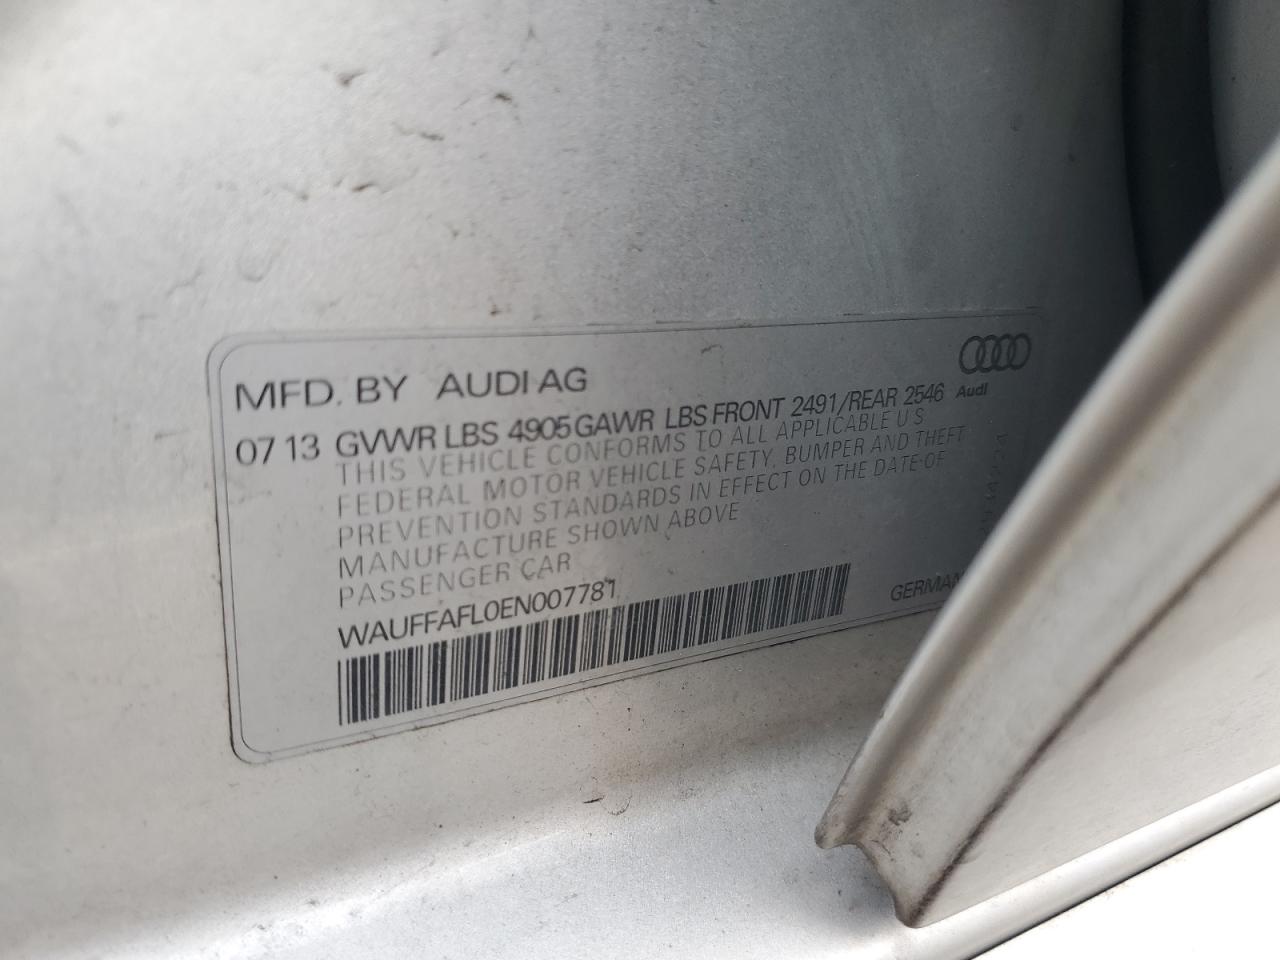 MFD. BY AUDI AG
Audi
07 13 GVWR LBS 4905 GAWR LBS FRONT 2491/REAR 2546
THIS VEHICLE CONFORMS TO ALL APPLICABLE U S
FEDERAL MOTOR VEHICLE SAFETY, BUMPER AND THEFT
PREVENTION STANDARDS IN EFFECT ON THE DATE OF
MANUFACTURE SHOWN ABOVE
PASSENGER CAR
WAUFFAFL0EN007781
GERMAN